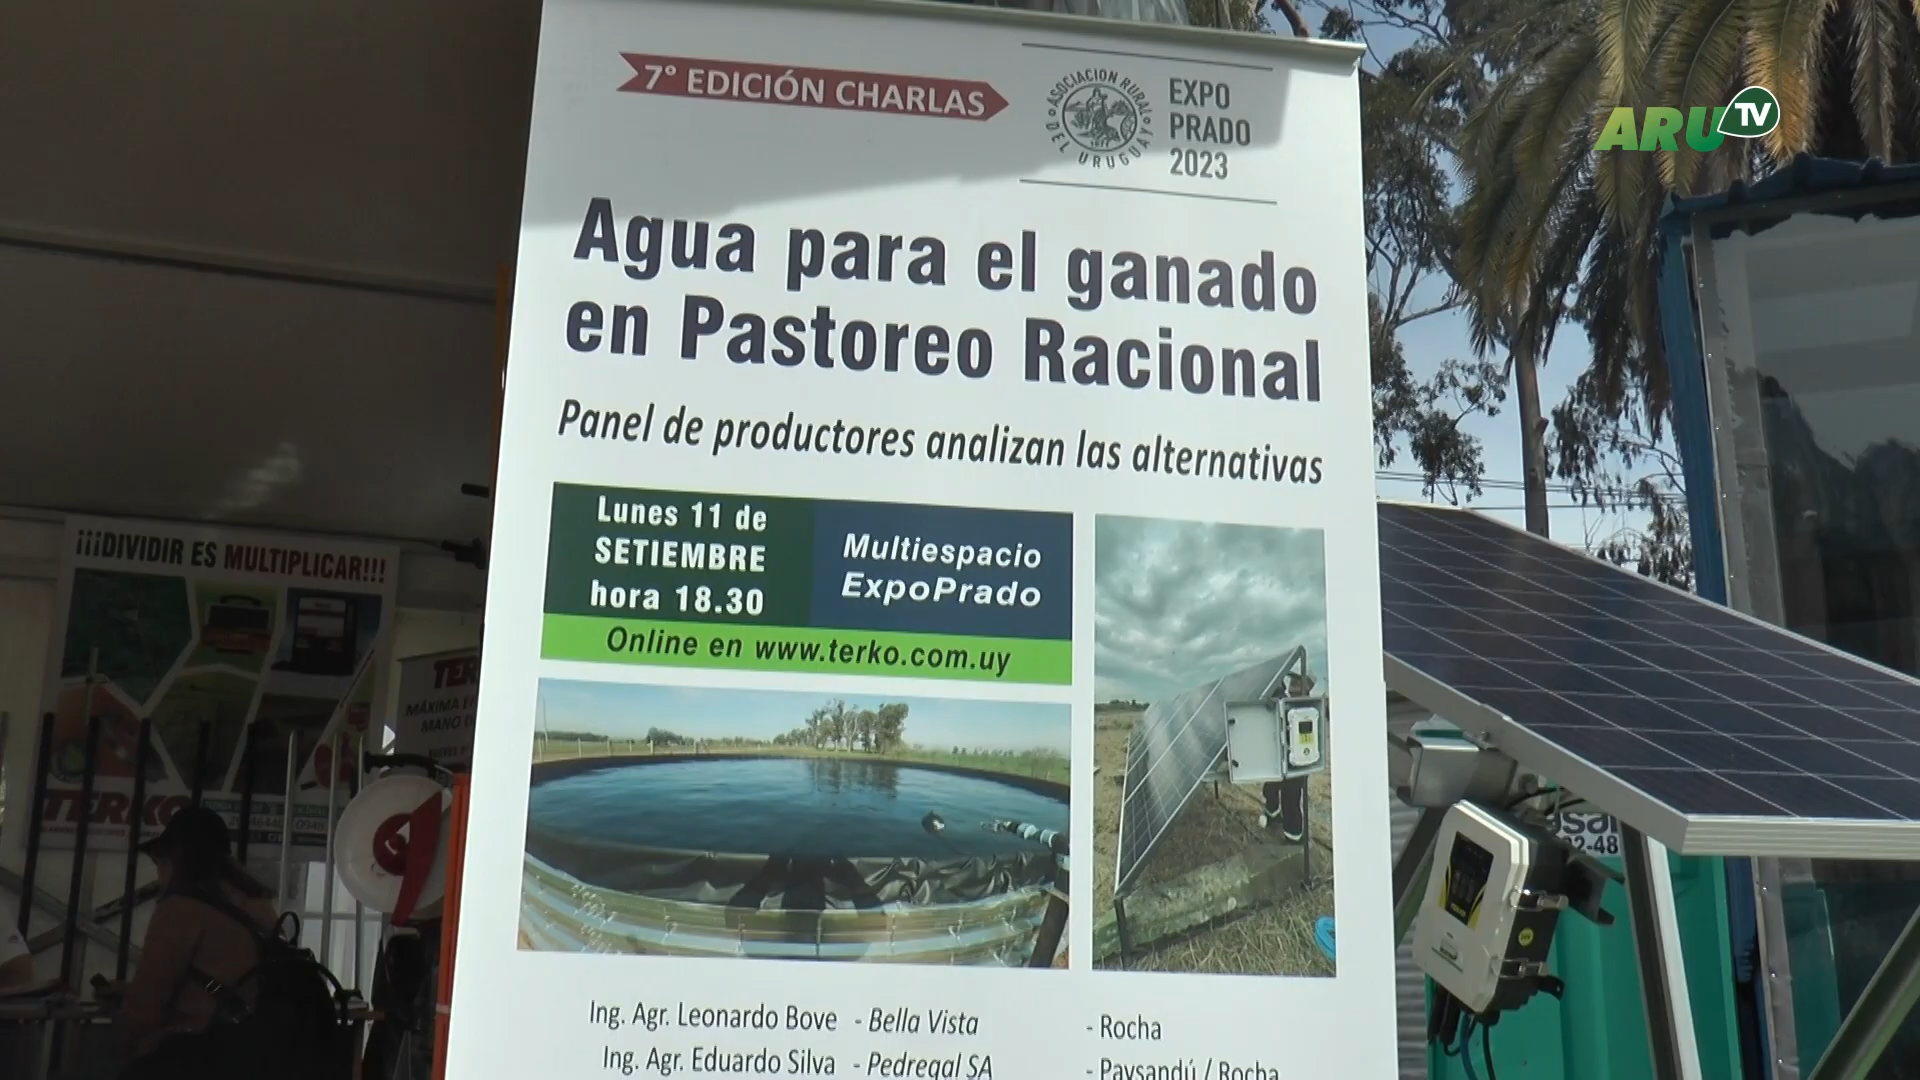 7° EDICIÓN CHARLAS
ASOCIACION RURAL DEL URUGUAY
EXPO
PRADO
2023
ARU TV
Agua para el ganado
en Pastoreo Racional
Panel de productores analizan las alternativas
Lunes 11 de
SETIEMBRE
hora 18.30
Multiespacio
ExpoPrado
Online en www.terko.com.uy
Ing. Agr. Leonardo Bove - Bella Vista - Rocha
Ing. Agr. Eduardo Silva - Pedregal SA - Paysandú / Rocha
¡¡¡DIVIDIR ES MULTIPLICAR!!!
TERKO